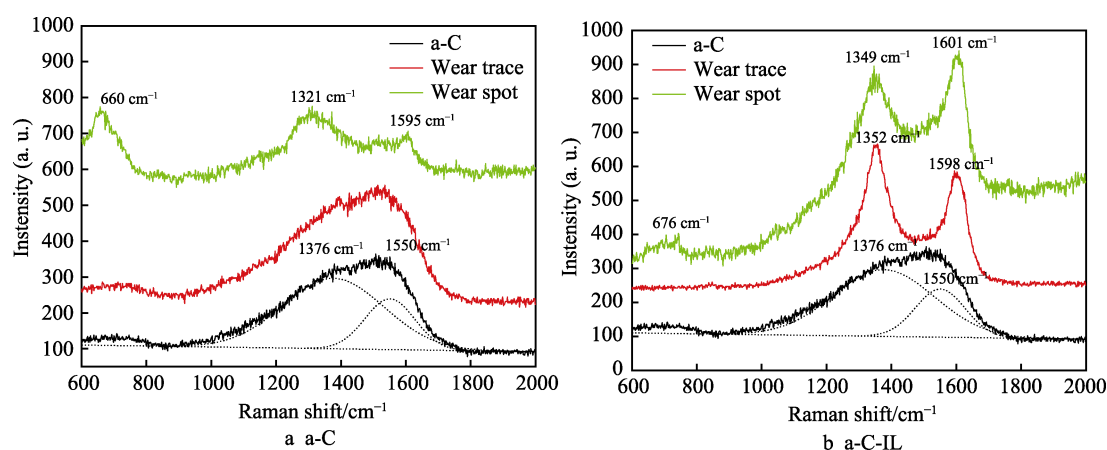 1000
900
800
700
600
500
400
300
200
100
Instensity (a. u.)
a-C
Wear trace
Wear spot
660 cm⁻¹
1321 cm⁻¹
1595 cm⁻¹
1376 cm⁻¹
1550 cm⁻¹
600 800 1000 1200 1400 1600 1800 2000
Raman shift/cm⁻¹
a a-C
1000
900
800
700
600
500
400
300
200
100
0
Instensity (a. u.)
a-C
Wear trace
Wear spot
1601 cm⁻¹
1349 cm⁻¹
1352 cm⁻¹
1598 cm⁻¹
676 cm⁻¹
1376 cm⁻¹
1550 cm⁻¹
600 800 1000 1200 1400 1600 1800 2000
Raman shift/cm⁻¹
b a-C-IL